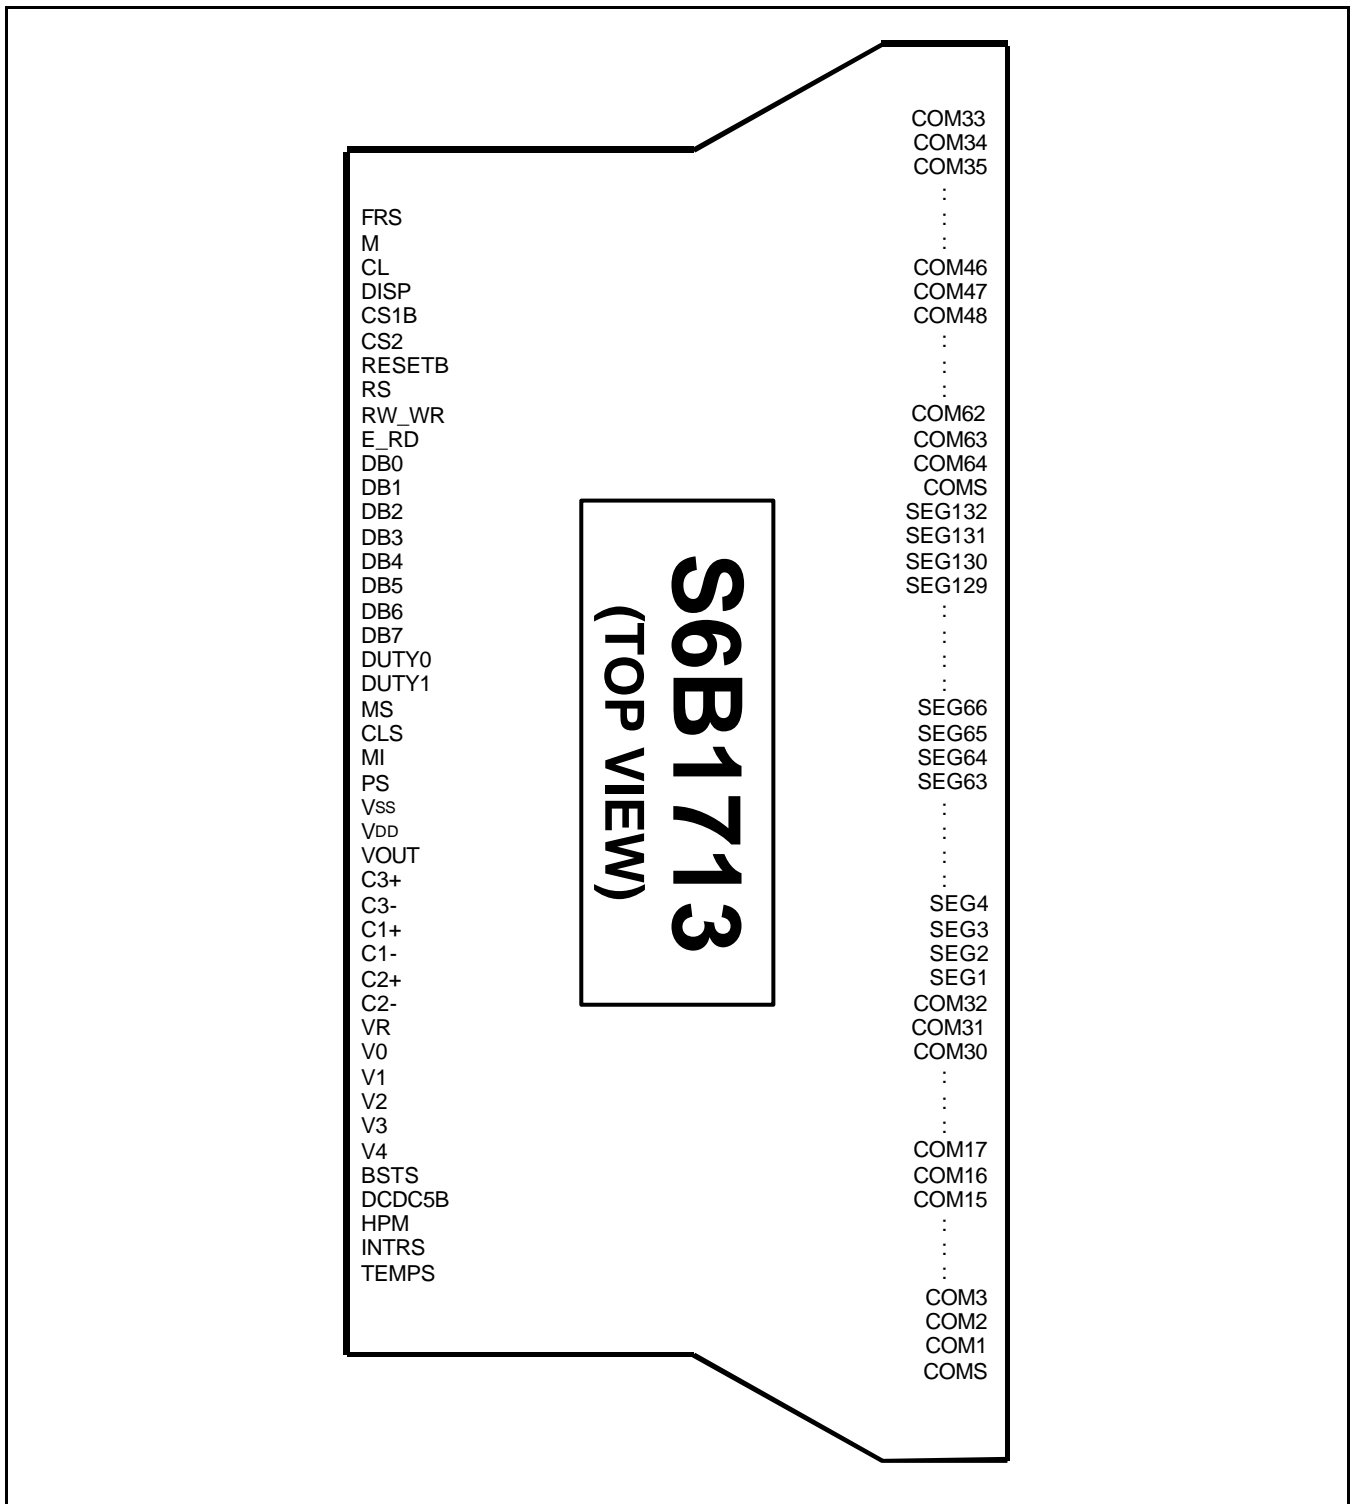 FRS
M
CL
DISP
CS1B
CS2
RESETB
RS
RW_WR
E_RD
DB0
DB1
DB2
DB3
DB4
DB5
DB6
DB7
DUTY0
DUTY1
MS
CLS
MI
PS
VSS
VDD
VOUT
C3+
C3-
C1+
C1-
C2+
C2-
VR
V0
V1
V2
V3
V4
BSTS
DCDC5B
HPM
INTRS
TEMPS
S6B1713
(TOP VIEW)
COM33
COM34
COM35
:
:
:
COM46
COM47
COM48
:
:
:
COM62
COM63
COM64
COMS
SEG132
SEG131
SEG130
SEG129
:
:
:
:
SEG66
SEG65
SEG64
SEG63
:
:
:
:
SEG4
SEG3
SEG2
SEG1
COM32
COM31
COM30
:
:
:
COM17
COM16
COM15
:
:
:
COM3
COM2
COM1
COMS